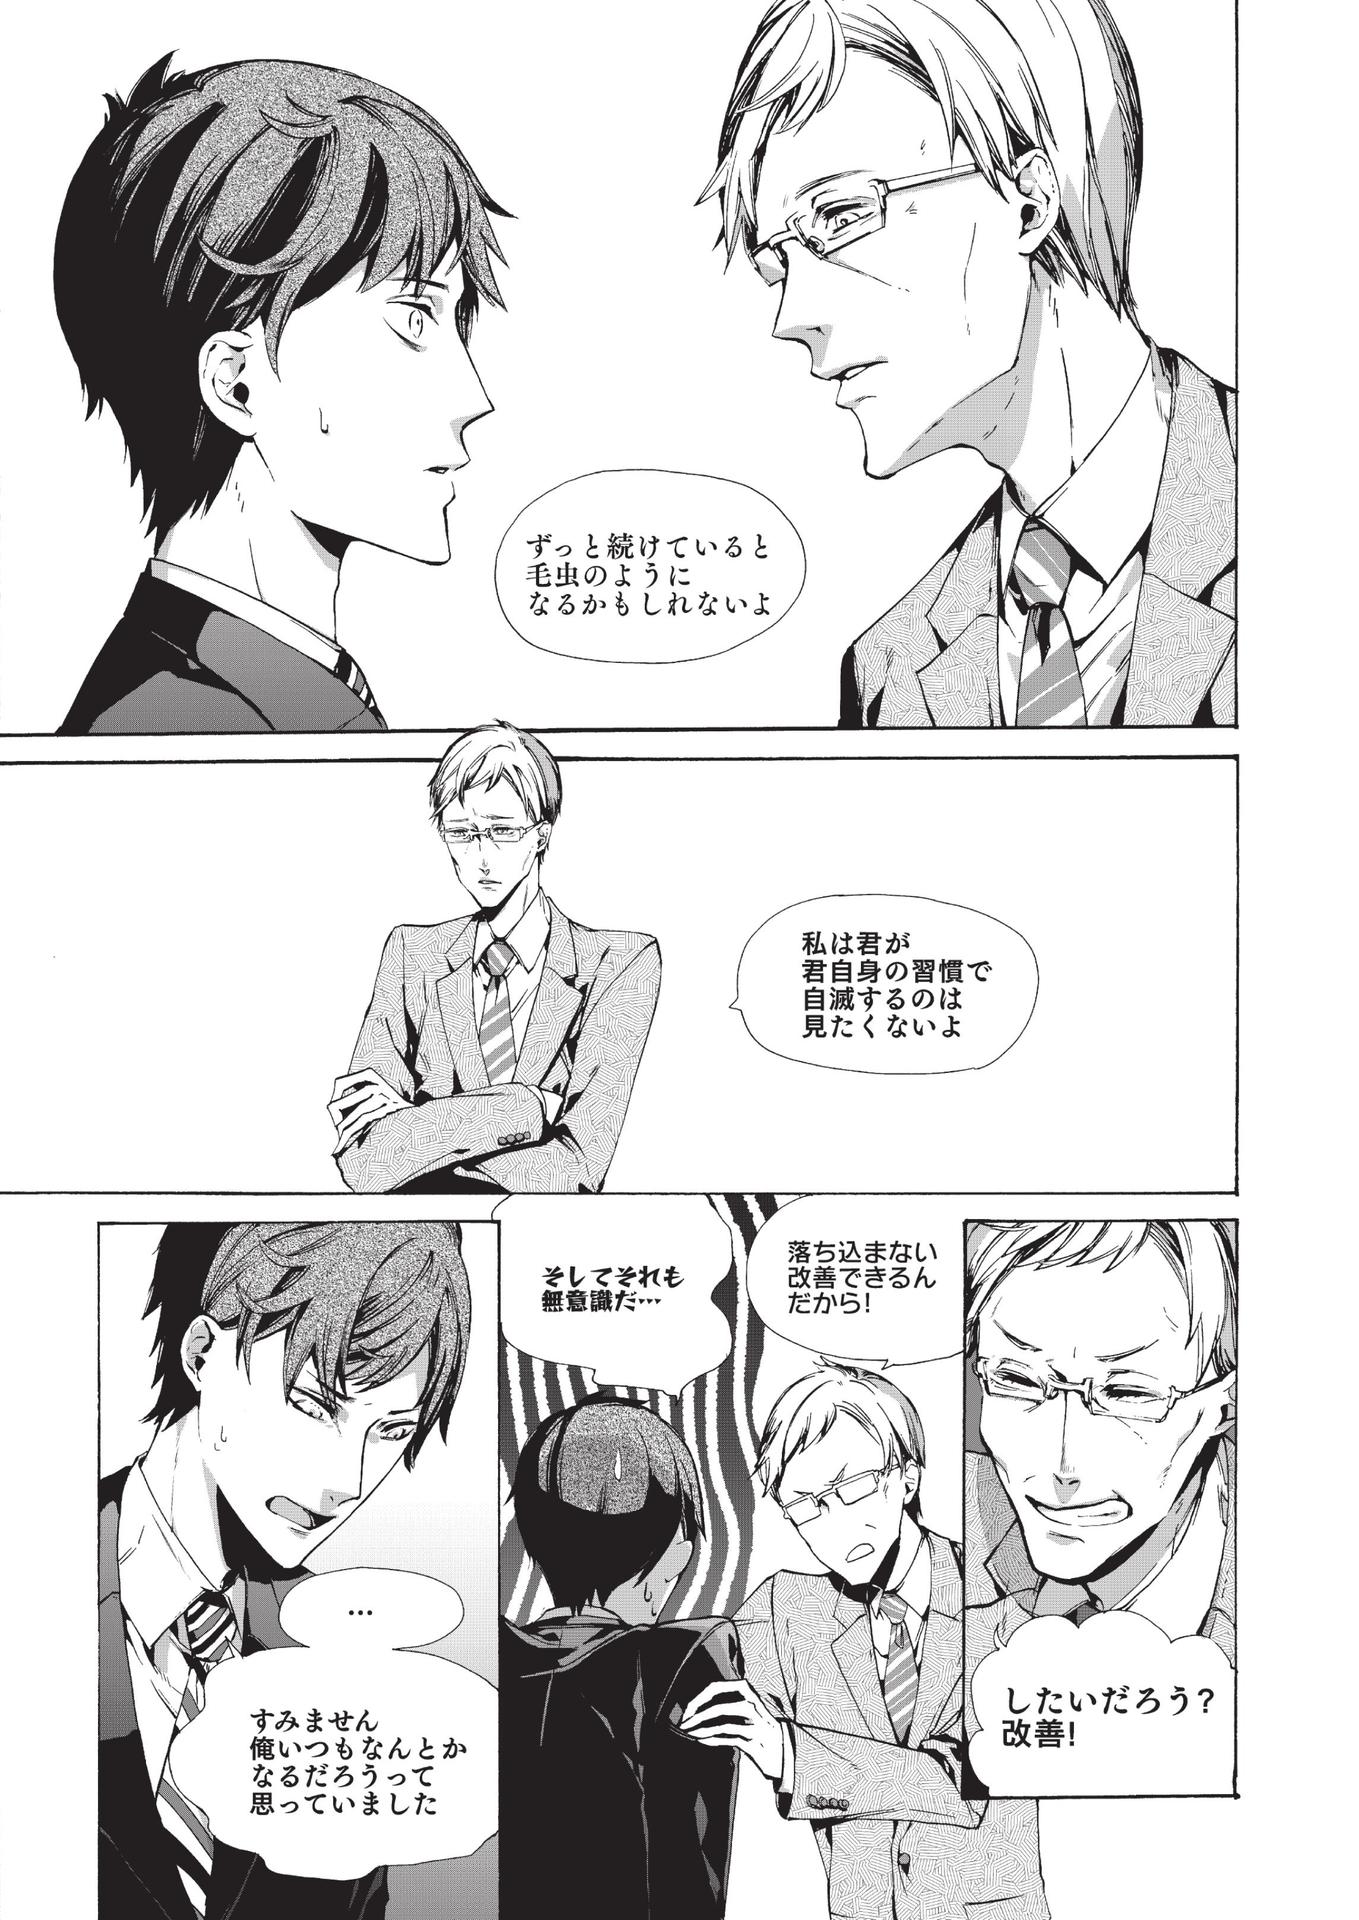 ずっと続けていると
毛虫のように
なるかもしれないよ
私は君が
君自身の習慣で
自滅するのは
見たくないよ
…
すみません
俺いつもなんとか
なるだろうって
思っていました
そしてそれも
無意識だ…
落ち込まない
改善できるん
だから!
したいだろう?
改善!